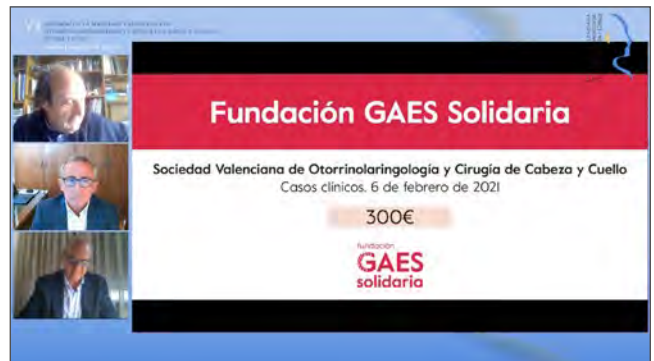 Fundación GAES Solidaria
Sociedad Valenciana de Otorrinolaringología y Cirugía de Cabeza y Cuello
Casos clínicos. 6 de febrero de 2021
300€
fundación
GAES
solidaria